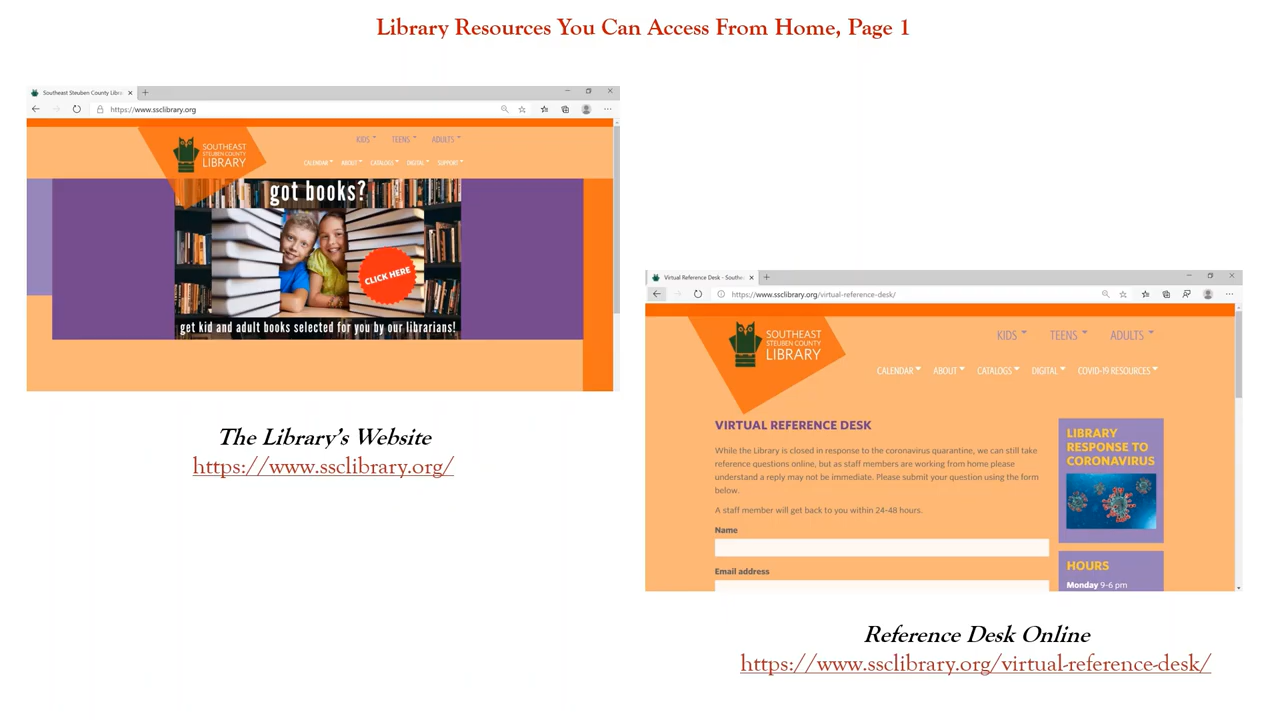 Library Resources You Can Access From Home, Page 1
Southeast Steuben County Libra
https://www.ssclibrary.org
KIDS TEENS ADULTS
SOUTHEAST
STEUBEN COUNTY
LIBRARY
CALENDAR ABOUT CATALOGS DIGITAL SUPPORT
got books?
CLICK HERE
get kid and adult books selected for you by our librarians!
The Library's Website
https://www.ssclibrary.org/
Virtual Reference Desk - Southe
https://www.ssclibrary.org/virtual-reference-desk/
KIDS TEENS ADULTS
SOUTHEAST
STEUBEN COUNTY
LIBRARY
CALENDAR ABOUT CATALOGS DIGITAL COVID-19 RESOURCES
VIRTUAL REFERENCE DESK
While the Library is closed in response to the coronavirus quarantine, we can still take
reference questions online, but as staff members are working from home please
understand a reply may not be immediate. Please submit your question using the form
below.
A staff member will get back to you within 24-48 hours.
Name
Email address
LIBRARY
RESPONSE TO
CORONAVIRUS
HOURS
Monday 9-6 pm
Reference Desk Online
https://www.ssclibrary.org/virtual-reference-desk/